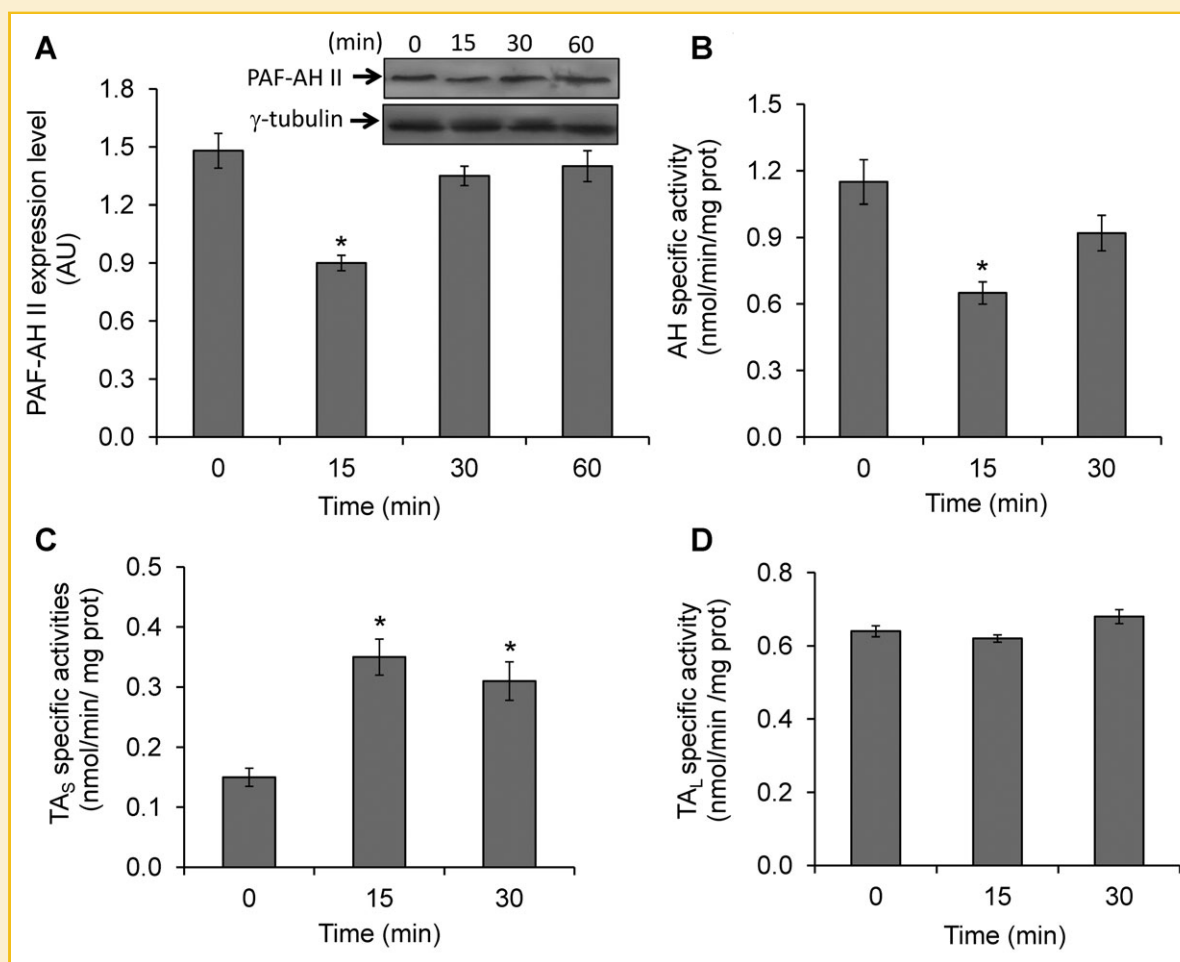 A
(min) 0 15 30 60
PAF-AH II
γ-tubulin
PAF-AH II expression level
(AU)
1.8
1.5
1.2
0.9
0.6
0.3
0.0
*
0 15 30 60
Time (min)
B
AH specific activity
(nmol/min/mg prot)
1.5
1.2
0.9
0.6
0.3
0.0
*
0 15 30
Time (min)
C
TAS specific activities
(nmol/min/ mg prot)
0.5
0.4
0.3
0.2
0.1
0.0
* *
0 15 30
Time (min)
D
TAL specific activity
(nmol/min /mg prot)
0.8
0.6
0.4
0.2
0.0
0 15 30
Time (min)